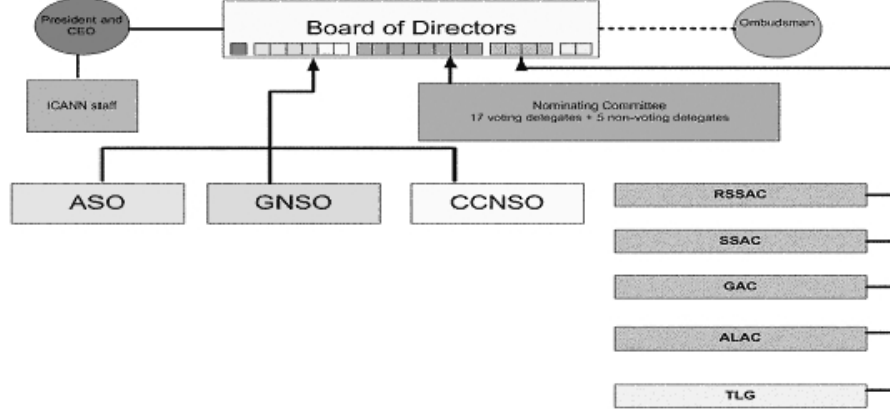 President and
CEO
Board of Directors
Ombudsman
ICANN staff
Nominating Committee
17 voting delegates + 5 non-voting delegates
ASO
GNSO
CCNSO
RSSAC
SSAC
GAC
ALAC
TLG